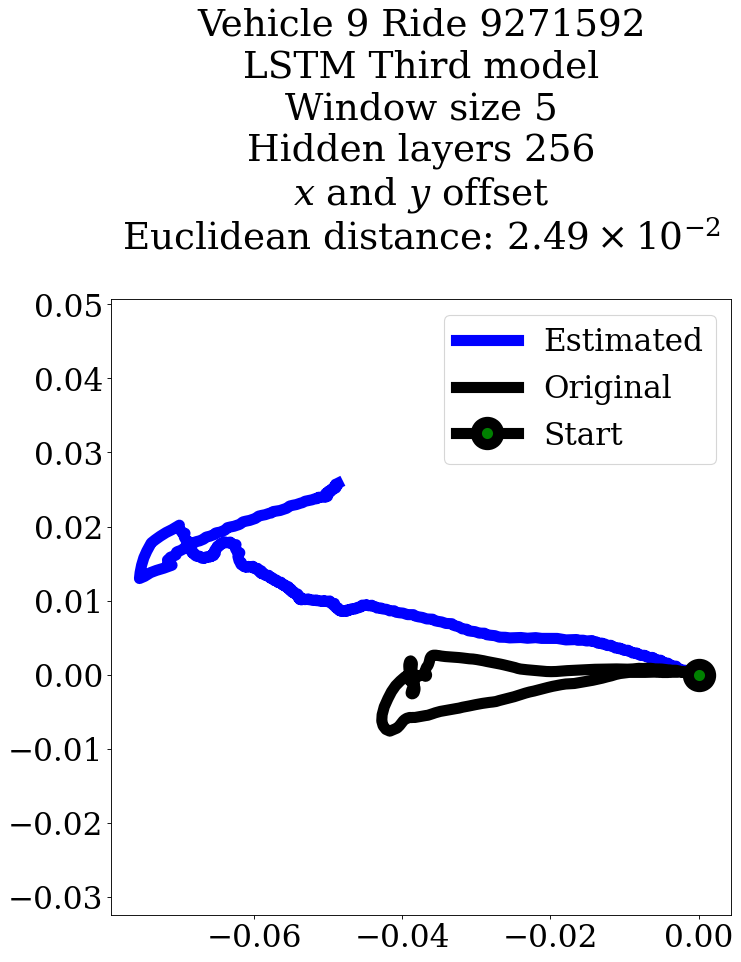 Vehicle 9 Ride 9271592
LSTM Third model
Window size 5
Hidden layers 256
x and y offset
Euclidean distance: 2.49 × 10⁻²
0.05
0.04
0.03
0.02
0.01
0.00
−0.01
−0.02
−0.03
Estimated
Original
Start
−0.06
−0.04
−0.02
0.00